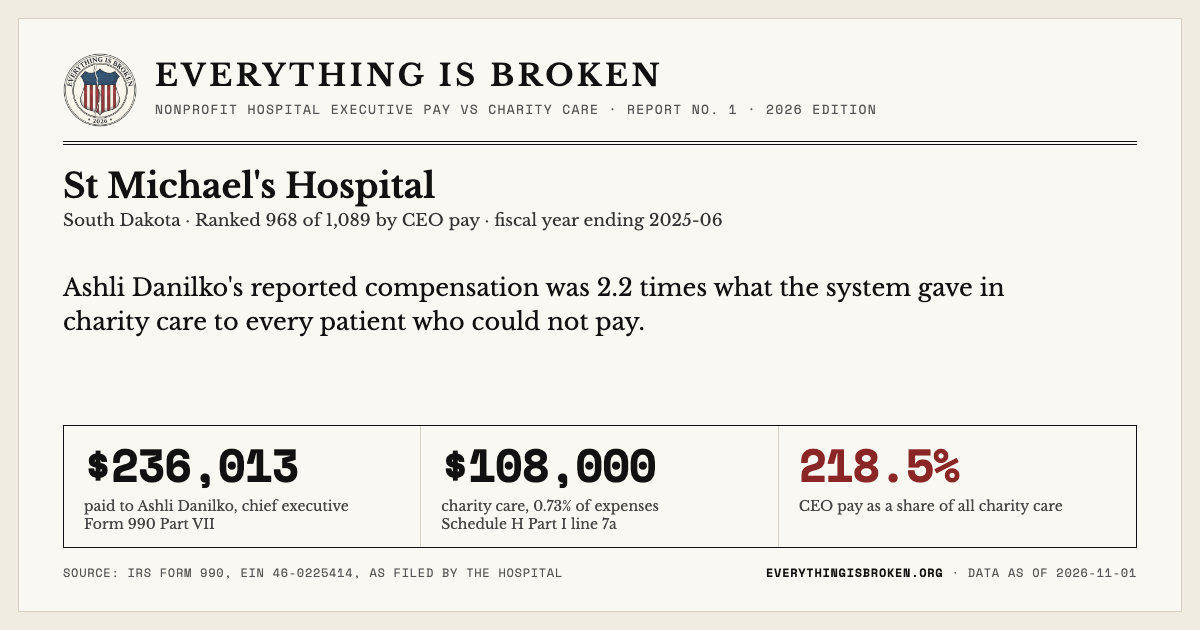 EVERYTHING IS BROKEN
2026
EVERYTHING IS BROKEN
NONPROFIT HOSPITAL EXECUTIVE PAY VS CHARITY CARE · REPORT NO. 1 · 2026 EDITION
St Michael's Hospital
South Dakota · Ranked 968 of 1,089 by CEO pay · fiscal year ending 2025-06
Ashli Danilko's reported compensation was 2.2 times what the system gave in
charity care to every patient who could not pay.
$236,013
paid to Ashli Danilko, chief executive
Form 990 Part VII
$108,000
charity care, 0.73% of expenses
Schedule H Part I line 7a
218.5%
CEO pay as a share of all charity care
SOURCE: IRS FORM 990, EIN 46-0225414, AS FILED BY THE HOSPITAL
EVERYTHINGISBROKEN.ORG · DATA AS OF 2026-11-01